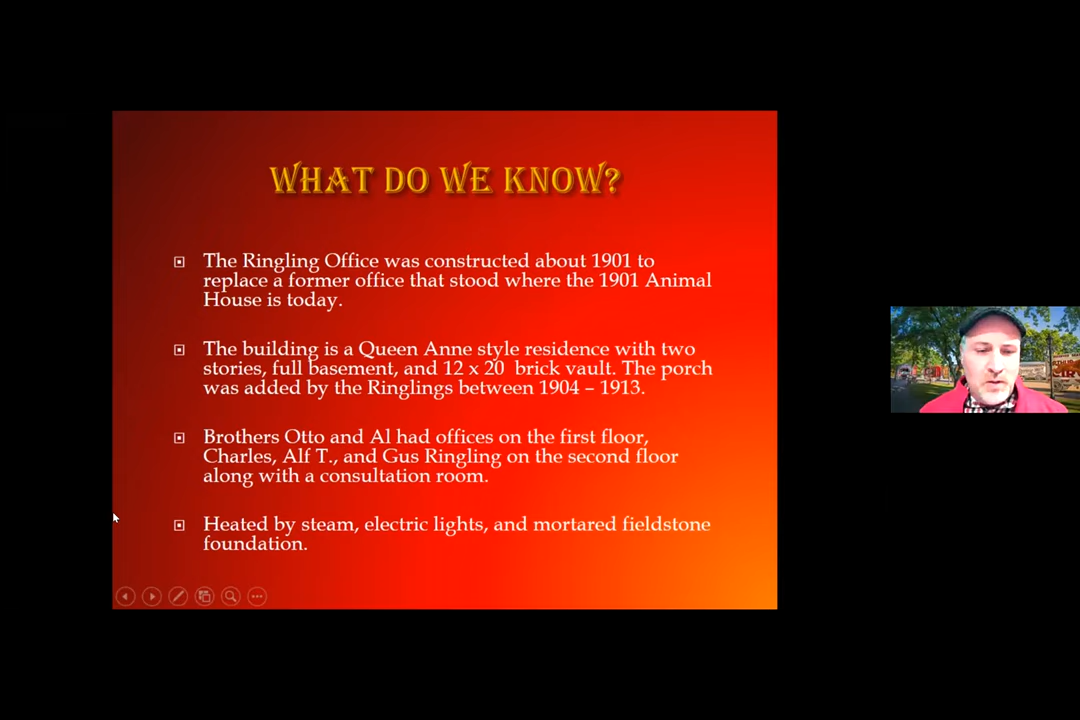 WHAT DO WE KNOW?
The Ringling Office was constructed about 1901 to
replace a former office that stood where the 1901 Animal
House is today.
The building is a Queen Anne style residence with two
stories, full basement, and 12 x 20 brick vault. The porch
was added by the Ringlings between 1904 – 1913.
Brothers Otto and Al had offices on the first floor,
Charles, Alf T., and Gus Ringling on the second floor
along with a consultation room.
Heated by steam, electric lights, and mortared fieldstone
foundation.